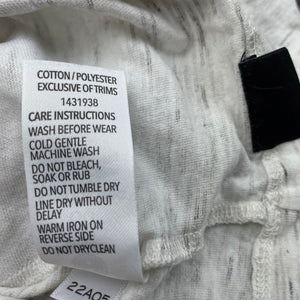 COTTON / POLYESTER
EXCLUSIVE OF TRIMS
1431938
CARE INSTRUCTIONS
WASH BEFORE WEAR
COLD GENTLE
MACHINE WASH
DO NOT BLEACH,
SOAK OR RUB
DO NOT TUMBLE DRY
LINE DRY WITHOUT
DELAY
WARM IRON ON
REVERSE SIDE
DO NOT DRYCLEAN
22A05